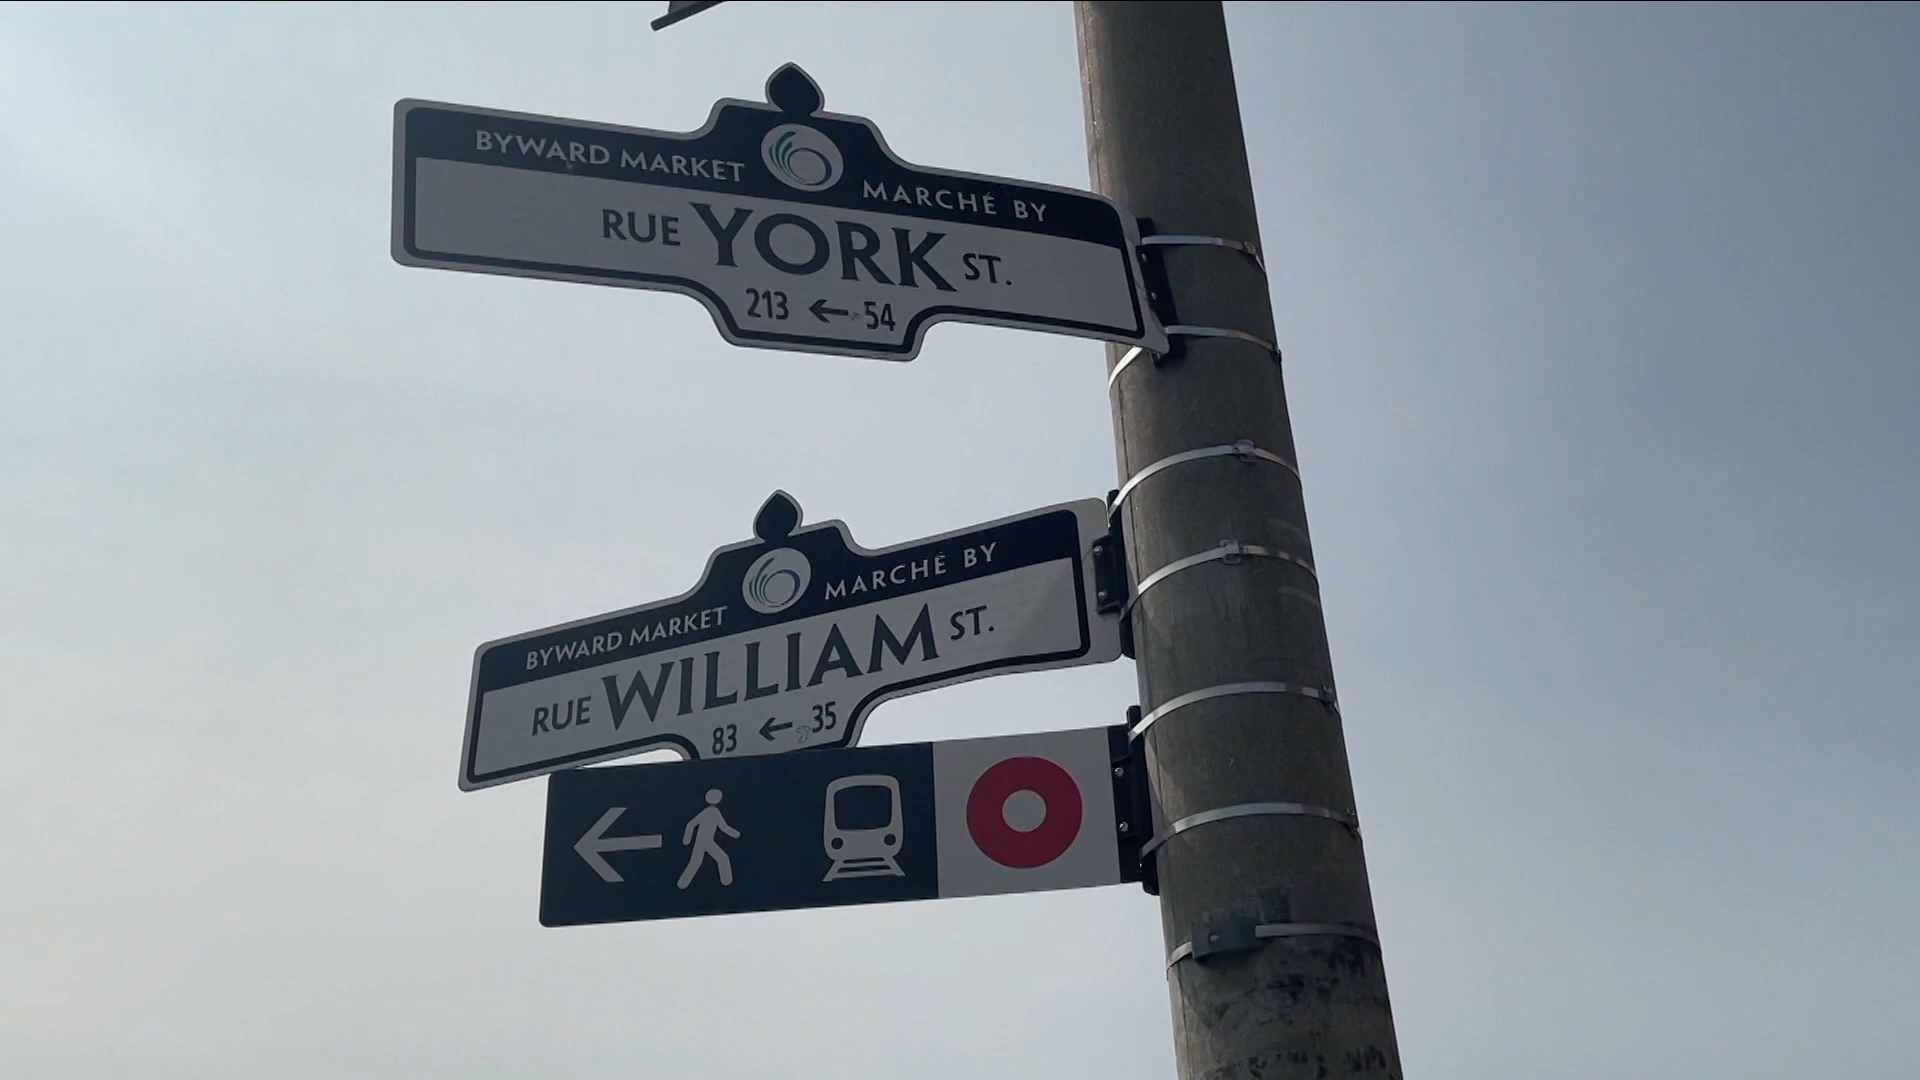 BYWARD MARKET MARCHÉ BY
RUE YORK ST.
213 ← 54
BYWARD MARKET MARCHÉ BY
RUE WILLIAM ST.
83 ← 35